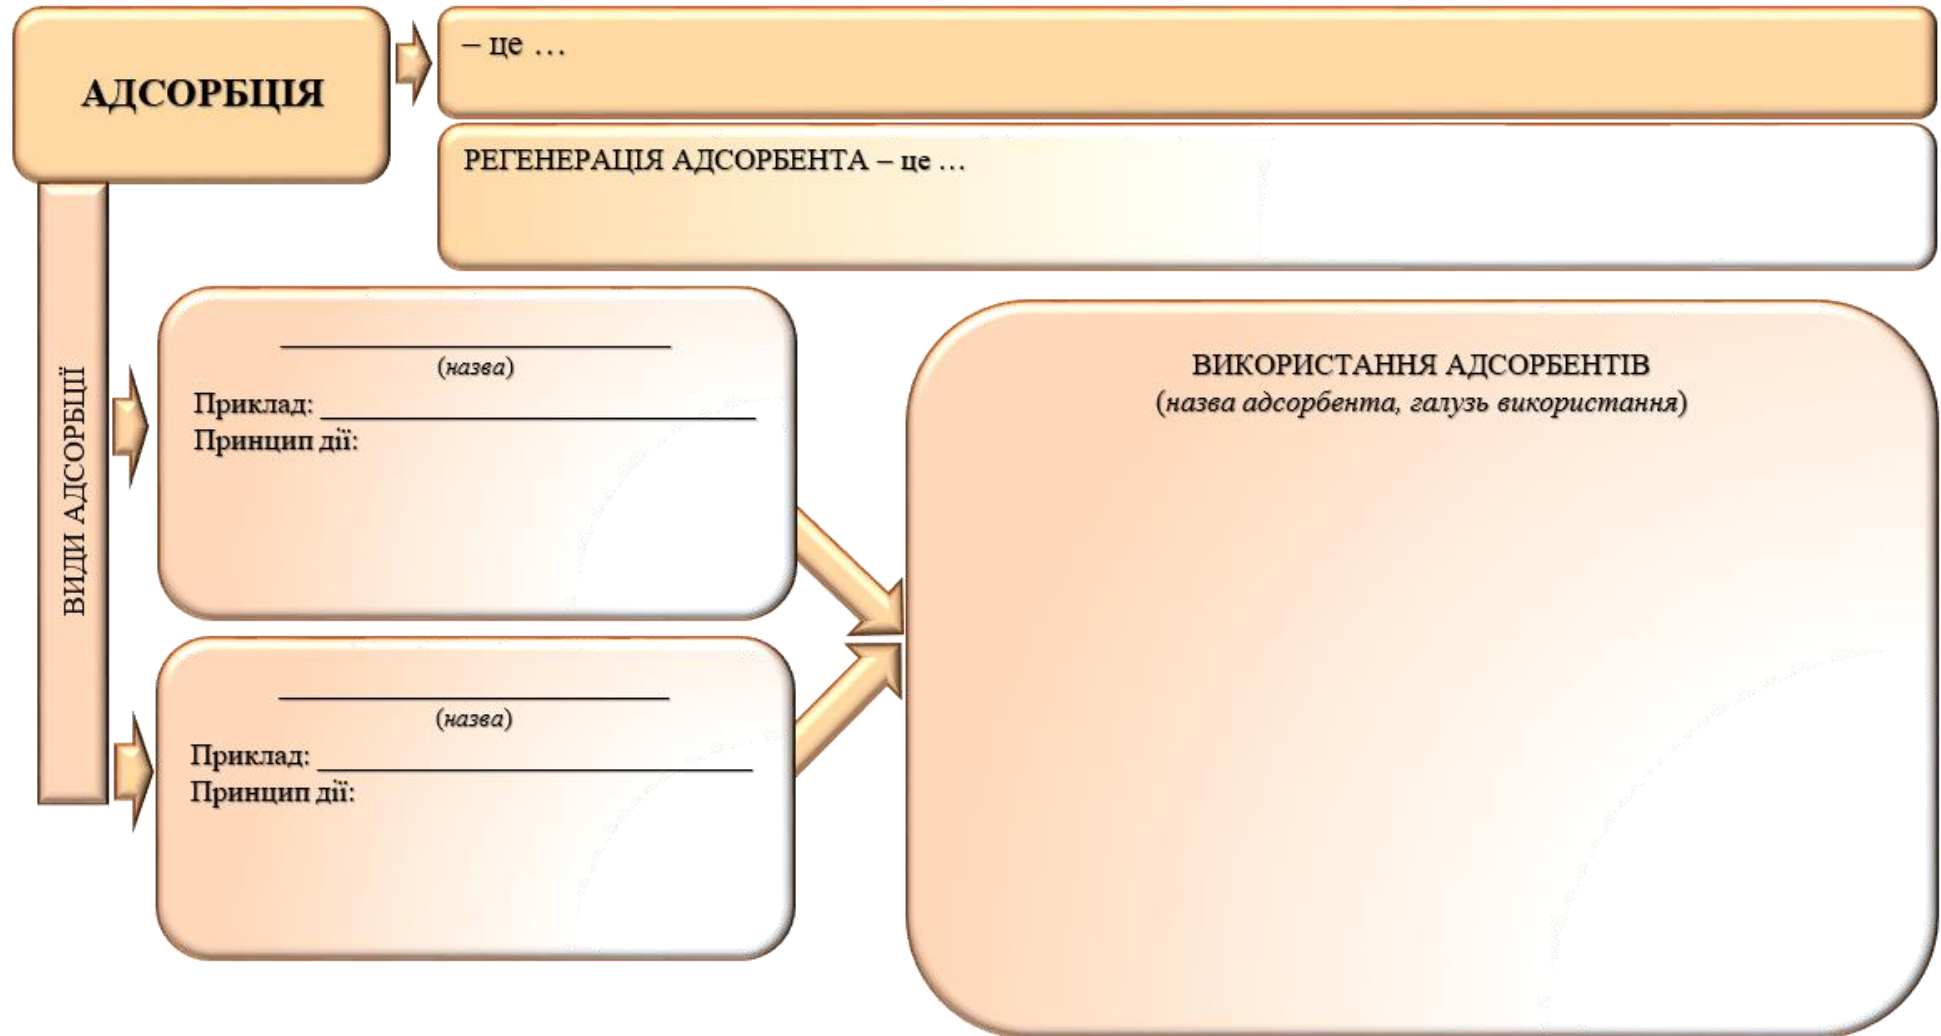 АДСОРБЦІЯ
– це …
РЕГЕНЕРАЦІЯ АДСОРБЕНТА – це …
ВИДИ АДСОРБЦІЇ
(назва)
Приклад:
Принцип дії:
(назва)
Приклад:
Принцип дії:
ВИКОРИСТАННЯ АДСОРБЕНТІВ
(назва адсорбента, галузь використання)